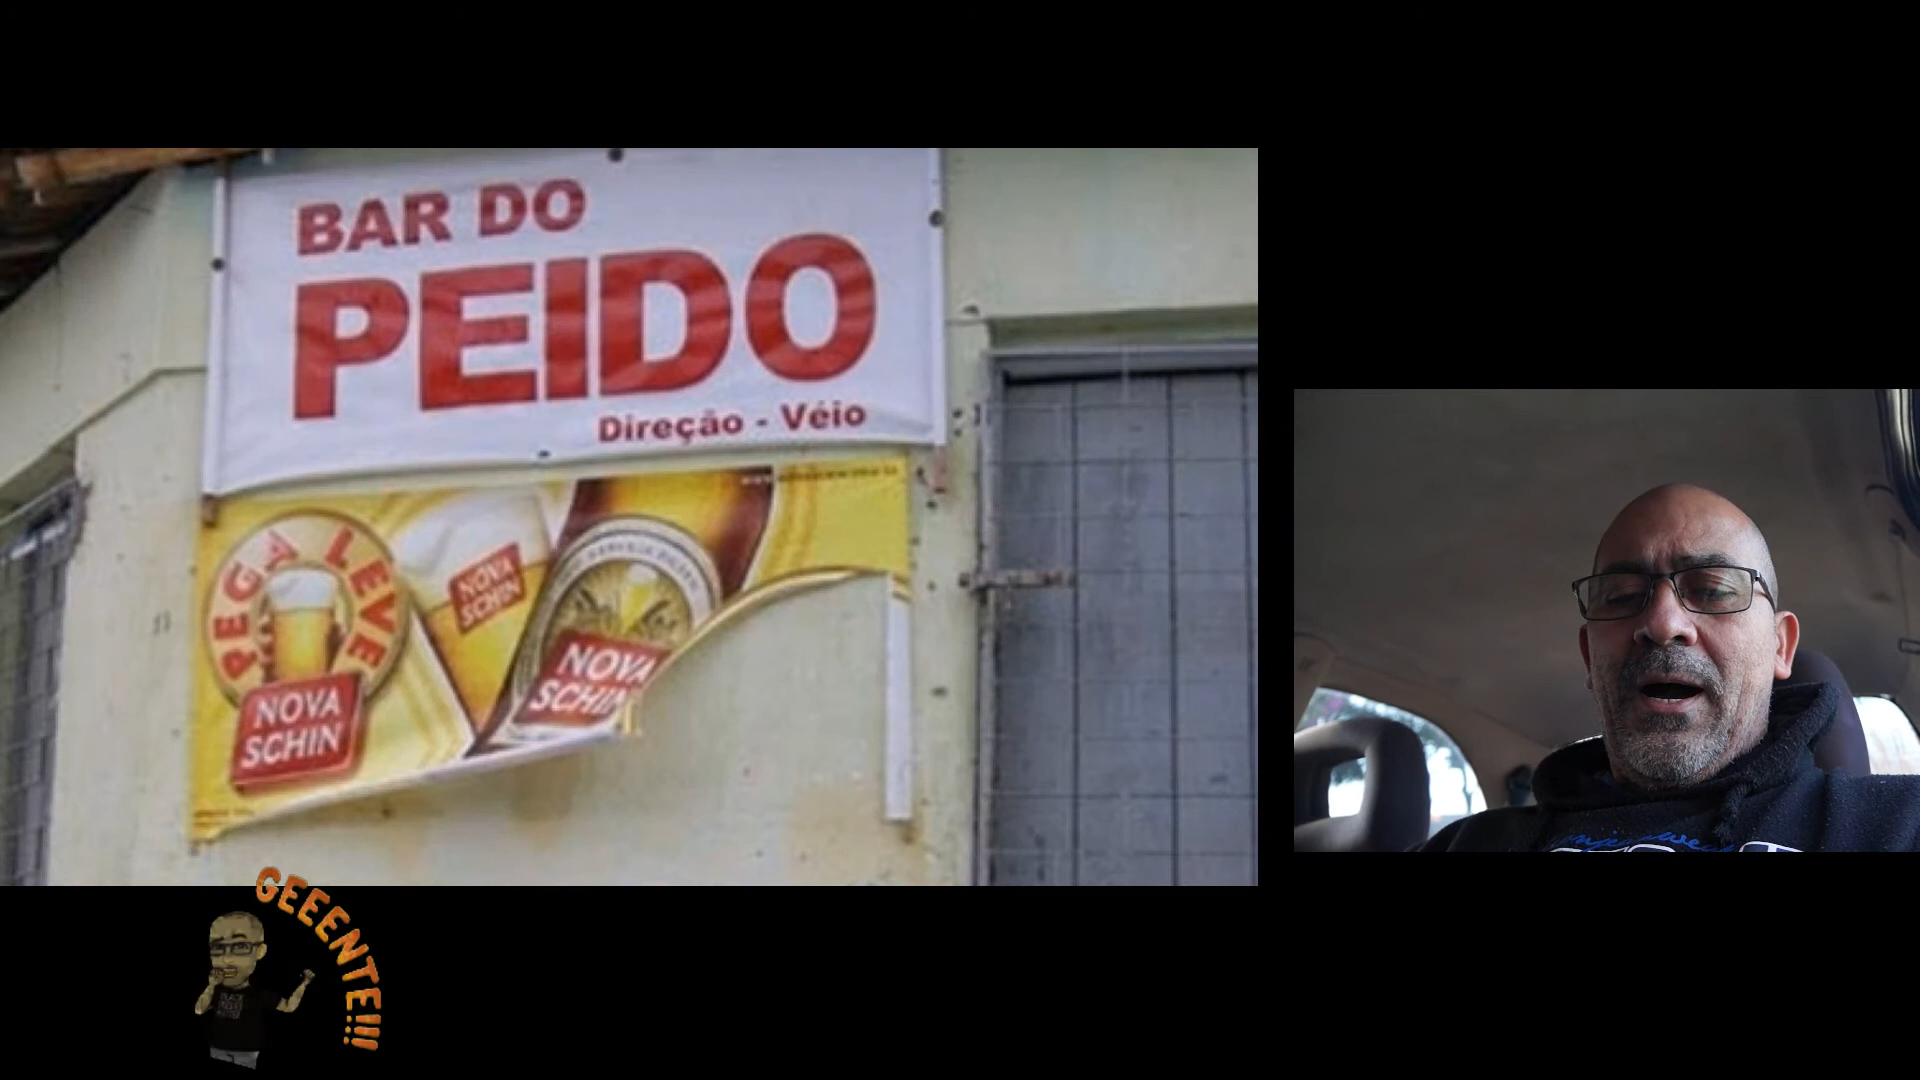 BAR DO
PEIDO
Direção - Véio
PEGA LEVE
NOVA
SCHIN
NOVA
SCHIN
NOVA
SCHIN
GEEENTE!!!